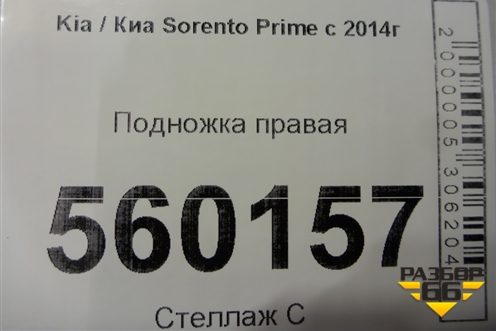 Kia / Киа Sorento Prime с 2014г
Подножка правая
560157
Стеллаж С
2000005306204
РАЗБОР
66